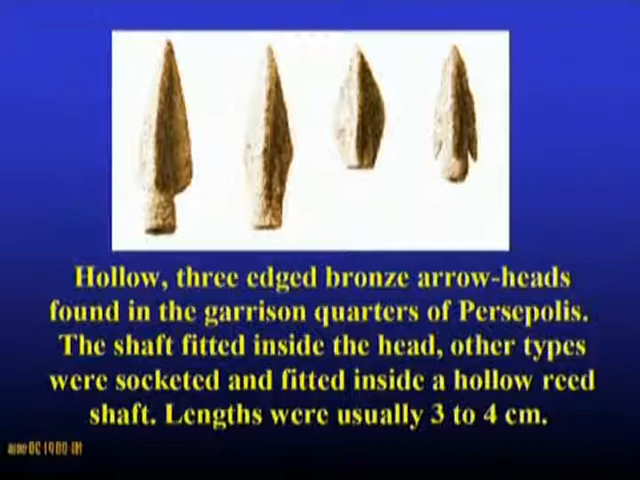 Hollow, three edged bronze arrow-heads
found in the garrison quarters of Persepolis.
The shaft fitted inside the head, other types
were socketed and fitted inside a hollow reed
shaft. Lengths were usually 3 to 4 cm.